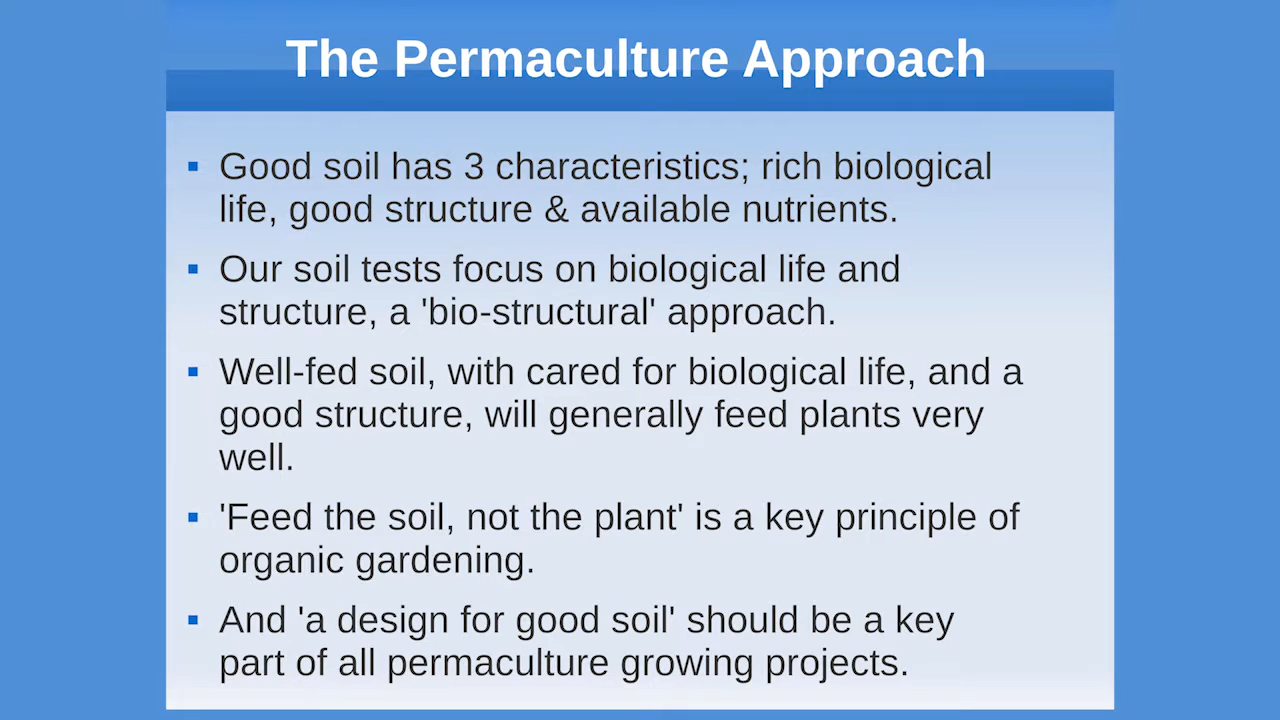 The Permaculture Approach
Good soil has 3 characteristics; rich biological
life, good structure & available nutrients.
Our soil tests focus on biological life and
structure, a 'bio-structural' approach.
Well-fed soil, with cared for biological life, and a
good structure, will generally feed plants very
well.
'Feed the soil, not the plant' is a key principle of
organic gardening.
And 'a design for good soil' should be a key
part of all permaculture growing projects.